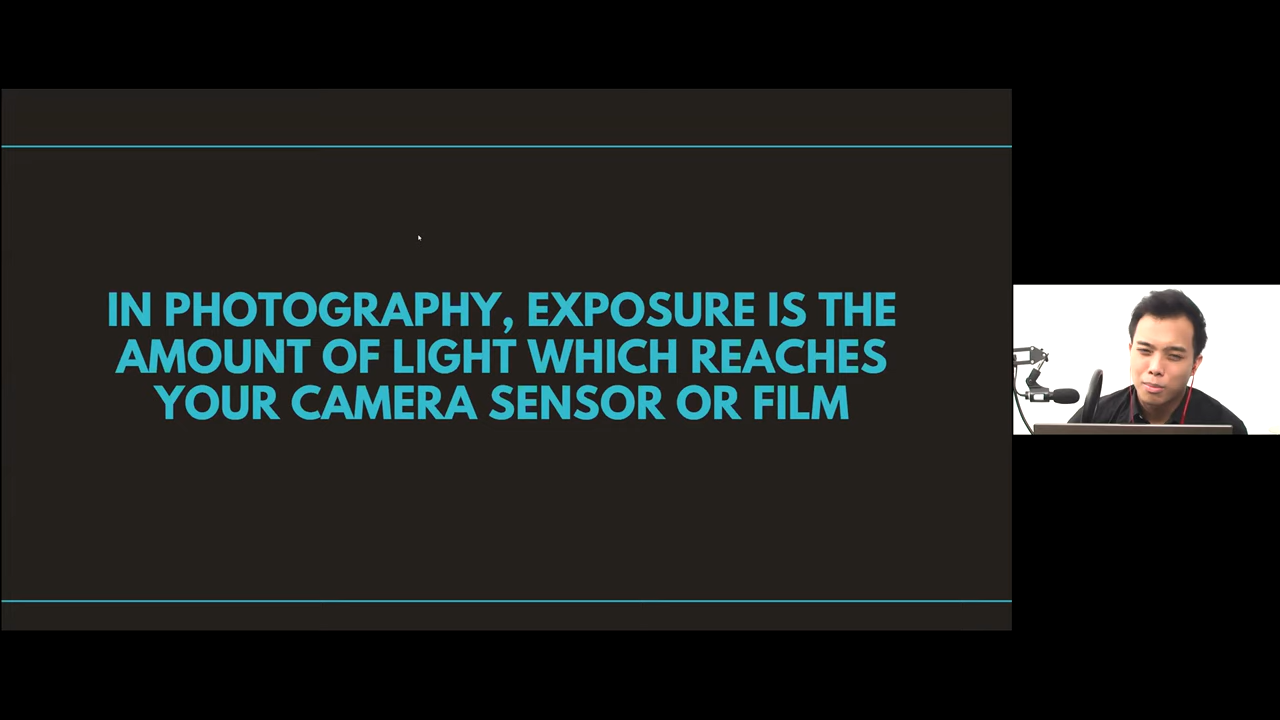 IN PHOTOGRAPHY, EXPOSURE IS THE
AMOUNT OF LIGHT WHICH REACHES
YOUR CAMERA SENSOR OR FILM